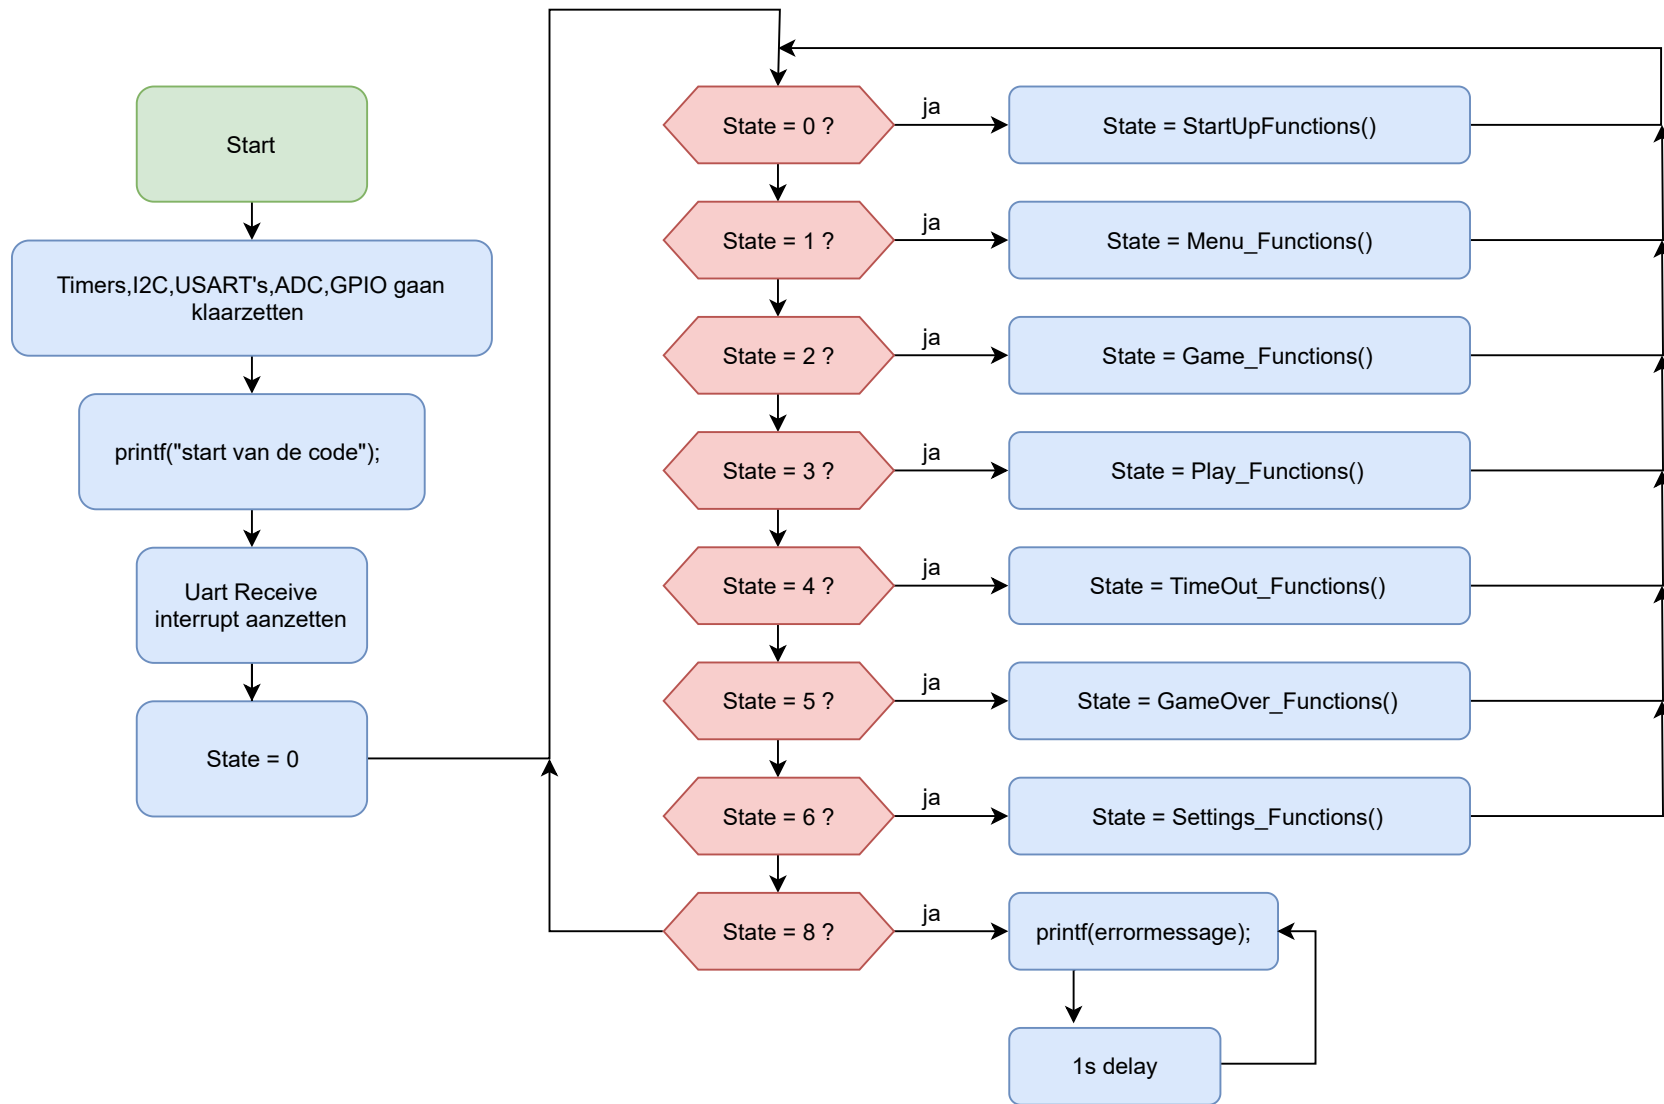 Start
Timers,I2C,USART's,ADC,GPIO gaan
klaarzetten
printf("start van de code");
Uart Receive
interrupt aanzetten
State = 0
State = 0 ?
ja
State = StartUpFunctions()
State = 1 ?
ja
State = Menu_Functions()
State = 2 ?
ja
State = Game_Functions()
State = 3 ?
ja
State = Play_Functions()
State = 4 ?
ja
State = TimeOut_Functions()
State = 5 ?
ja
State = GameOver_Functions()
State = 6 ?
ja
State = Settings_Functions()
State = 8 ?
ja
printf(errormessage);
1s delay